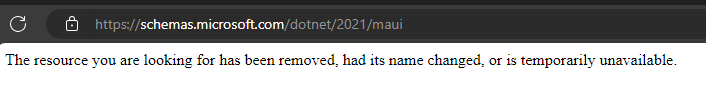 https://schemas.microsoft.com/dotnet/2021/maui
The resource you are looking for has been removed, had its name changed, or is temporarily unavailable.